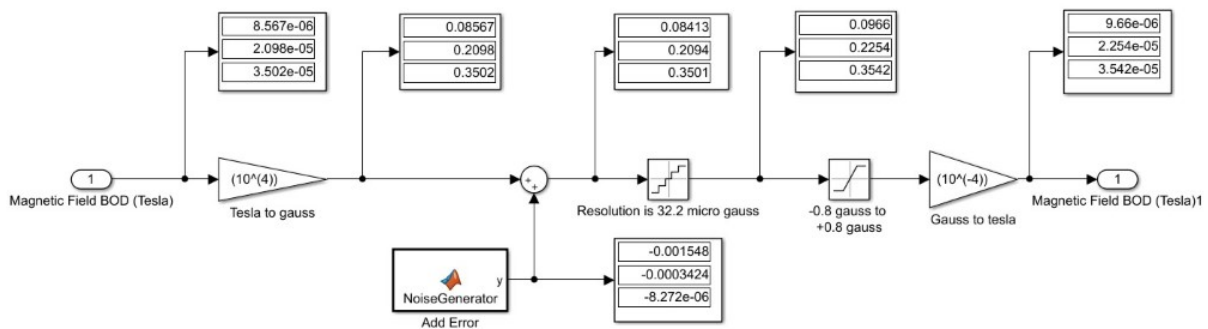 8.567e-06
2.098e-05
3.502e-05
0.08567
0.2098
0.3502
0.08413
0.2094
0.3501
0.0966
0.2254
0.3542
9.66e-06
2.254e-05
3.542e-05
1
Magnetic Field BOD (Tesla)
(10^(4))
Tesla to gauss
+
+
Resolution is 32.2 micro gauss
-0.8 gauss to
+0.8 gauss
(10^(-4))
Gauss to tesla
1
Magnetic Field BOD (Tesla)1
y
NoiseGenerator
Add Error
-0.001548
-0.0003424
-8.272e-06